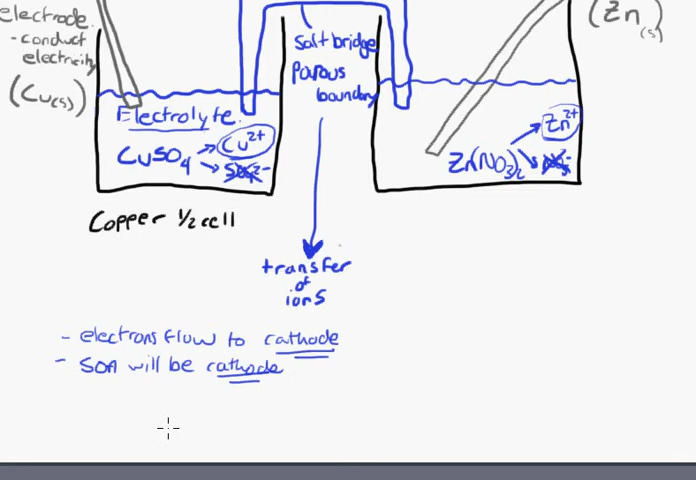 electrode.
- conduct
electricity
(Cu(s))
Salt bridge
Porous
boundary
(Zn(s))
Electrolyte.
CuSO4
Cu2+
SO42-
Zn(NO3)2
Zn2+
Copper 1/2 cell
transfer
of
ions
- electrons flow to cathode
- SOA will be cathode